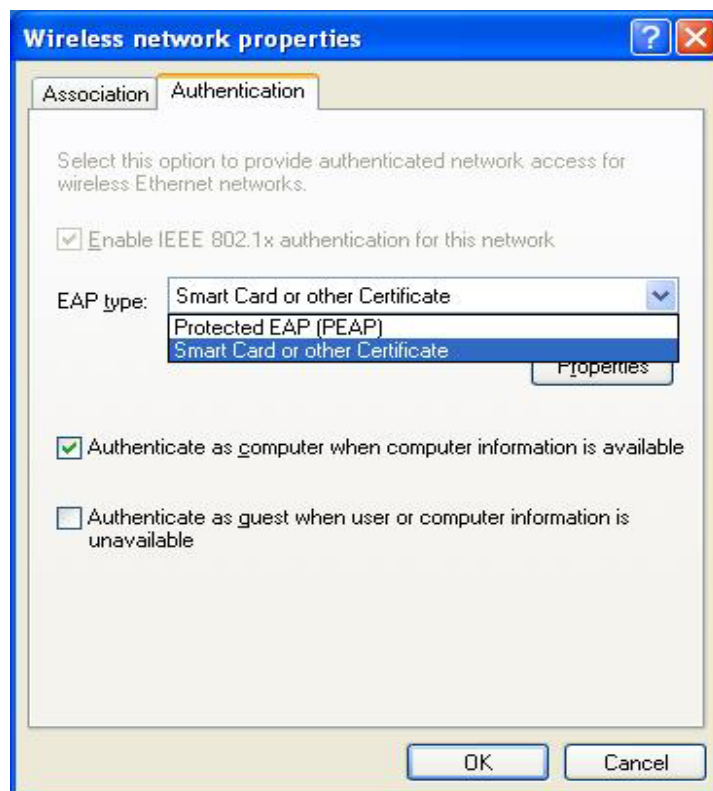 Wireless network properties
Association
Authentication
Select this option to provide authenticated network access for
wireless Ethernet networks.
Enable IEEE 802.1x authentication for this network
EAP type:
Smart Card or other Certificate
Protected EAP (PEAP)
Smart Card or other Certificate
Properties
Authenticate as computer when computer information is available
Authenticate as guest when user or computer information is
unavailable
OK
Cancel